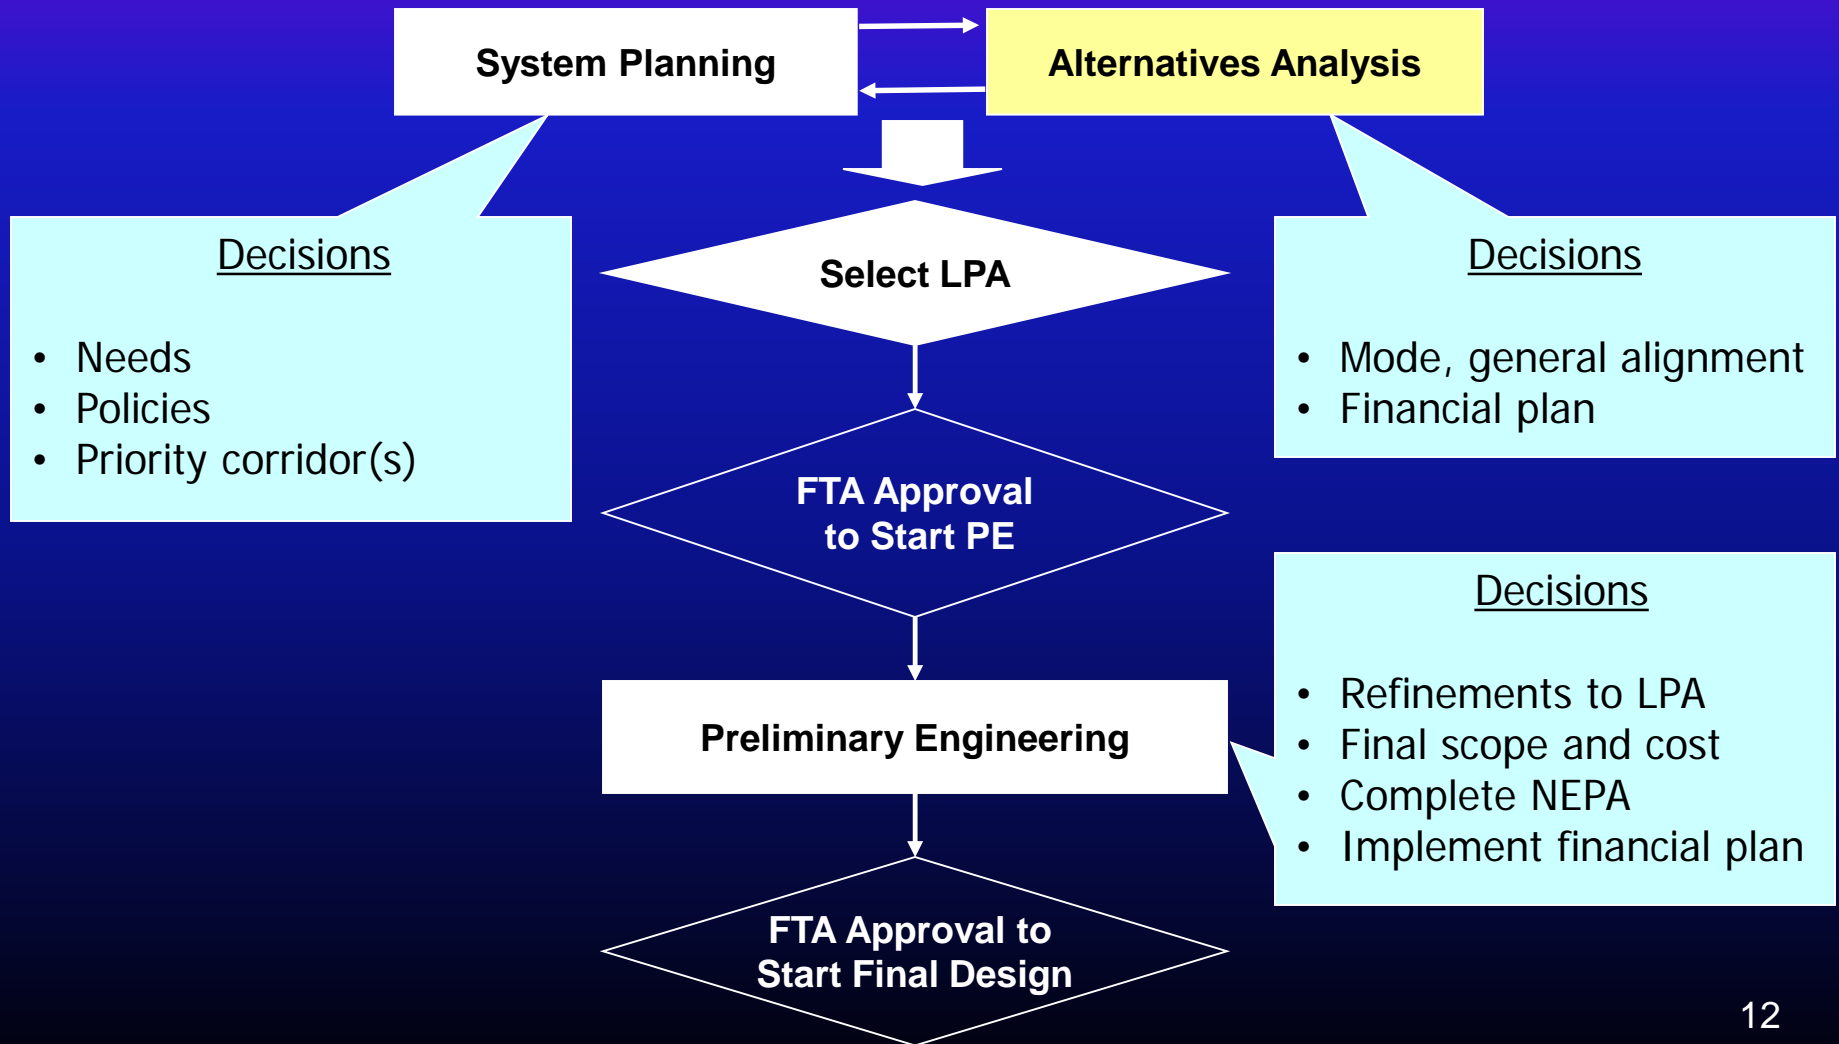 System Planning
Alternatives Analysis
Decisions
• Needs
• Policies
• Priority corridor(s)
Select LPA
Decisions
• Mode, general alignment
• Financial plan
FTA Approval
to Start PE
Preliminary Engineering
Decisions
• Refinements to LPA
• Final scope and cost
• Complete NEPA
• Implement financial plan
FTA Approval to
Start Final Design
12